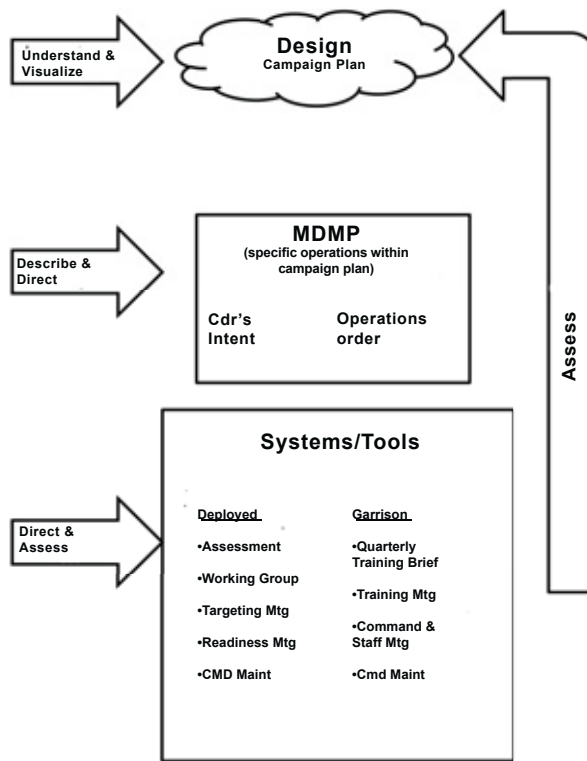 Design
Campaign Plan
Understand &
Visualize
MDMP
(specific operations within
campaign plan)
Describe &
Direct
Cdr's
Intent
Operations
order
Assess
Systems/Tools
Direct &
Assess
Deployed
•Assessment
•Working Group
•Targeting Mtg
•Readiness Mtg
•CMD Maint
Garrison
•Quarterly
Training Brief
•Training Mtg
•Command &
Staff Mtg
•Cmd Maint